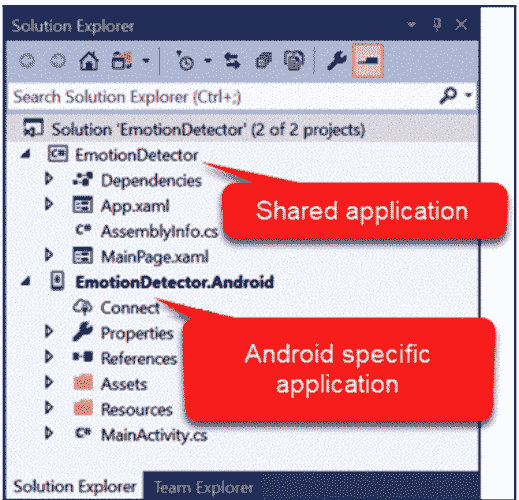 Solution Explorer
Search Solution Explorer (Ctrl+;)
Solution 'EmotionDetector' (2 of 2 projects)
C# EmotionDetector
Dependencies
App.xaml
C# AssemblyInfo.cs
MainPage.xaml
Shared application
EmotionDetector.Android
Connect
Properties
References
Assets
Resources
C# MainActivity.cs
Android specific
application
Solution Explorer Team Explorer